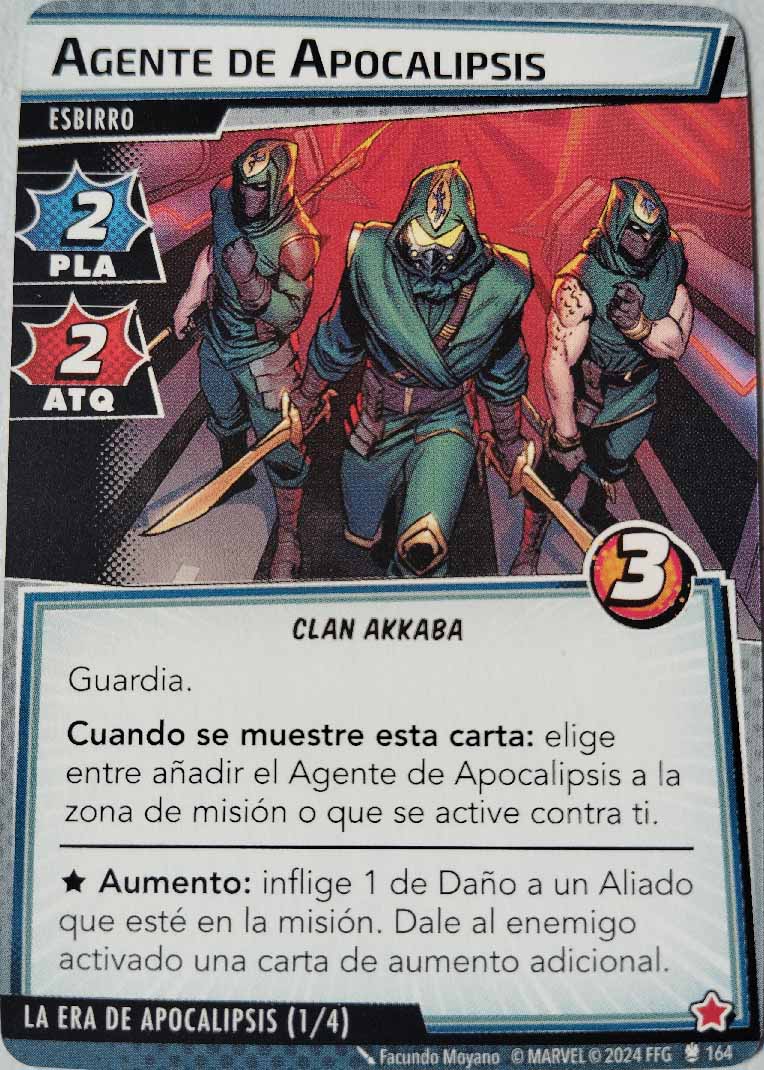 AGENTE DE APOCALIPSIS
ESBIRRO
2
PLA
2
ATQ
3
CLAN AKKABA
Guardia.
Cuando se muestre esta carta: elige
entre añadir el Agente de Apocalipsis a la
zona de misión o que se active contra ti.
★ Aumento: inflige 1 de Daño a un Aliado
que esté en la misión. Dale al enemigo
activado una carta de aumento adicional.
LA ERA DE APOCALIPSIS (1/4)
Facundo Moyano © MARVEL © 2024 FFG 164